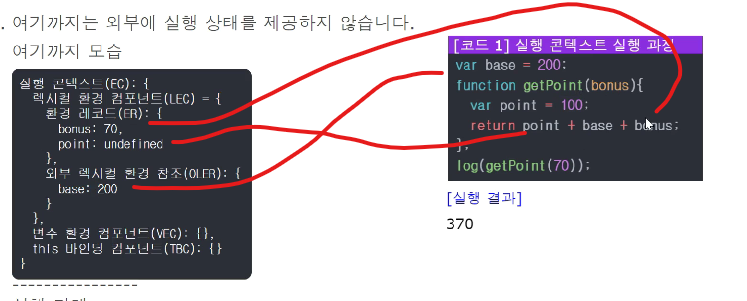 . 여기까지는 외부에 실행 상태를 제공하지 않습니다.
여기까지 도습
실행 콘텍스트(EC): {
렉시컬 환경 컴포넌트(LEC) = {
환경 레코드(ER): {
bonus: 70,
point: undefined
},
외부 렉시컬 환경 참조(OLER): {
base: 200
}
},
변수 환경 컴포넌트(VEC): {},
this 바인딩 컴포넌트(TBC): {}
}
-----------------
[코드 1] 실행 콘텍스트 실행 과정
var base = 200;
function getPoint(bonus){
var point = 100;
return point + base + bonus;
};
log(getPoint(70));
[실행 결과]
370